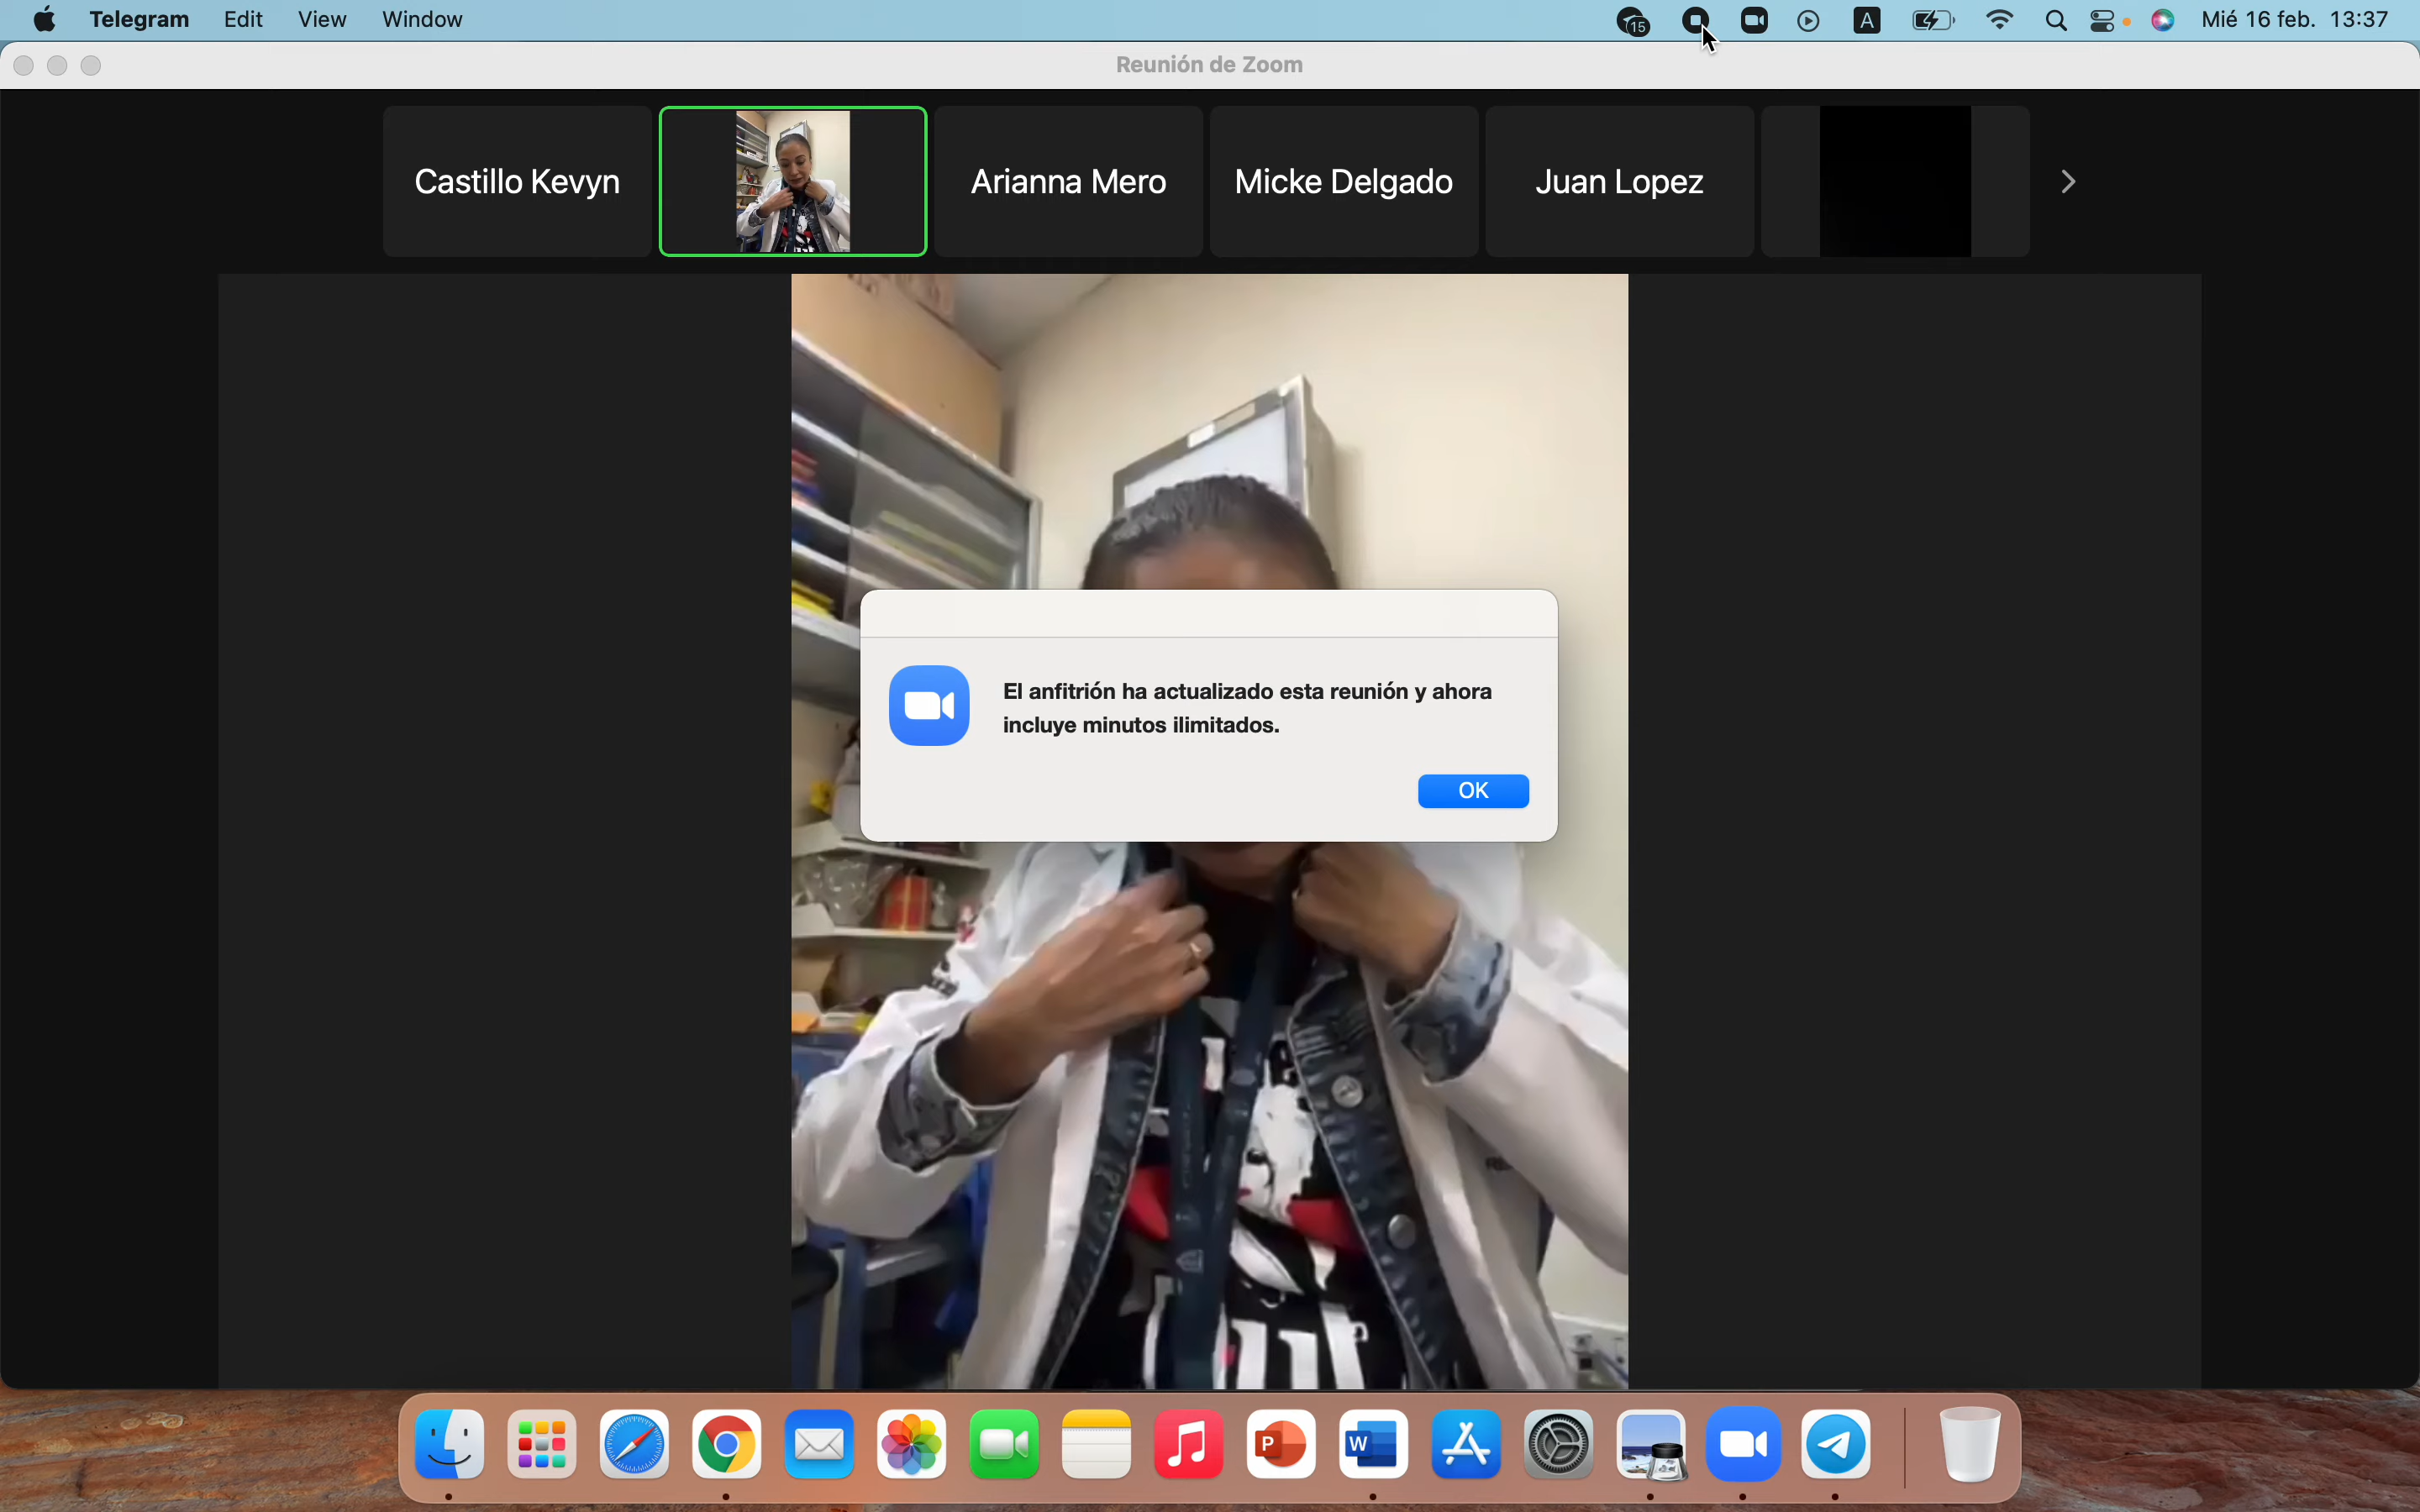 Telegram Edit View Window
15 A Mié 16 feb. 13:37
Reunión de Zoom
Castillo Kevyn
Arianna Mero
Micke Delgado
Juan Lopez
El anfitrión ha actualizado esta reunión y ahora
incluye minutos ilimitados.
OK
P W